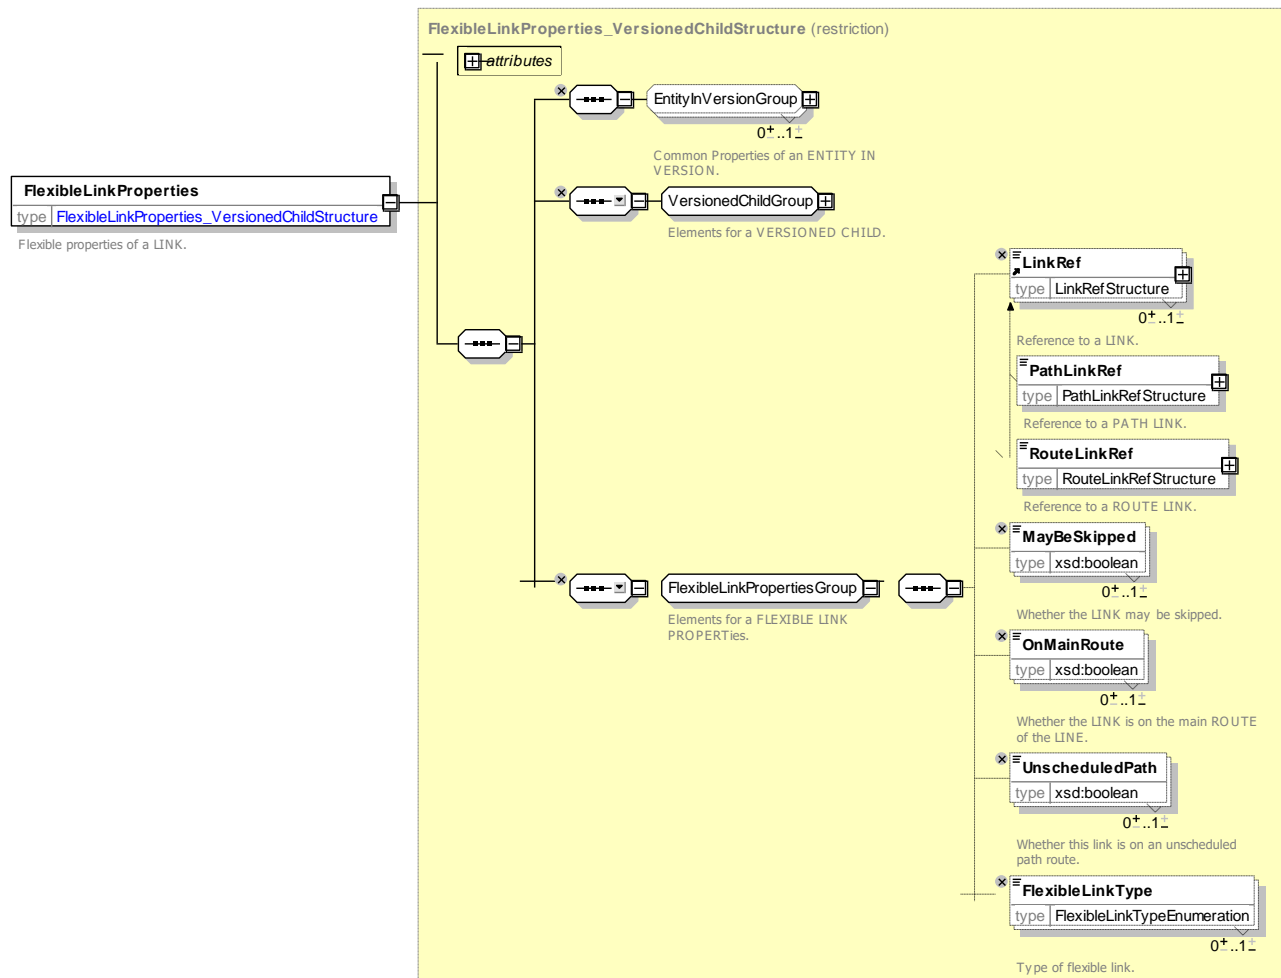 FlexibleLinkProperties_VersionedChildStructure (restriction)
attributes
EntityInVersionGroup
0..1
Common Properties of an ENTITY IN
VERSION.
FlexibleLinkProperties
type FlexibleLinkProperties_VersionedChildStructure
Flexible properties of a LINK.
VersionedChildGroup
Elements for a VERSIONED CHILD.
LinkRef
type LinkRefStructure
0..1
Reference to a LINK.
PathLinkRef
type PathLinkRefStructure
Reference to a PATH LINK.
RouteLinkRef
type RouteLinkRefStructure
Reference to a ROUTE LINK.
MayBeSkipped
type xsd:boolean
0..1
Whether the LINK may be skipped.
FlexibleLinkPropertiesGroup
Elements for a FLEXIBLE LINK
PROPERTies.
OnMainRoute
type xsd:boolean
0..1
Whether the LINK is on the main ROUTE
of the LINE.
UnscheduledPath
type xsd:boolean
0..1
Whether this link is on an unscheduled
path route.
FlexibleLinkType
type FlexibleLinkTypeEnumeration
0..1
Type of flexible link.